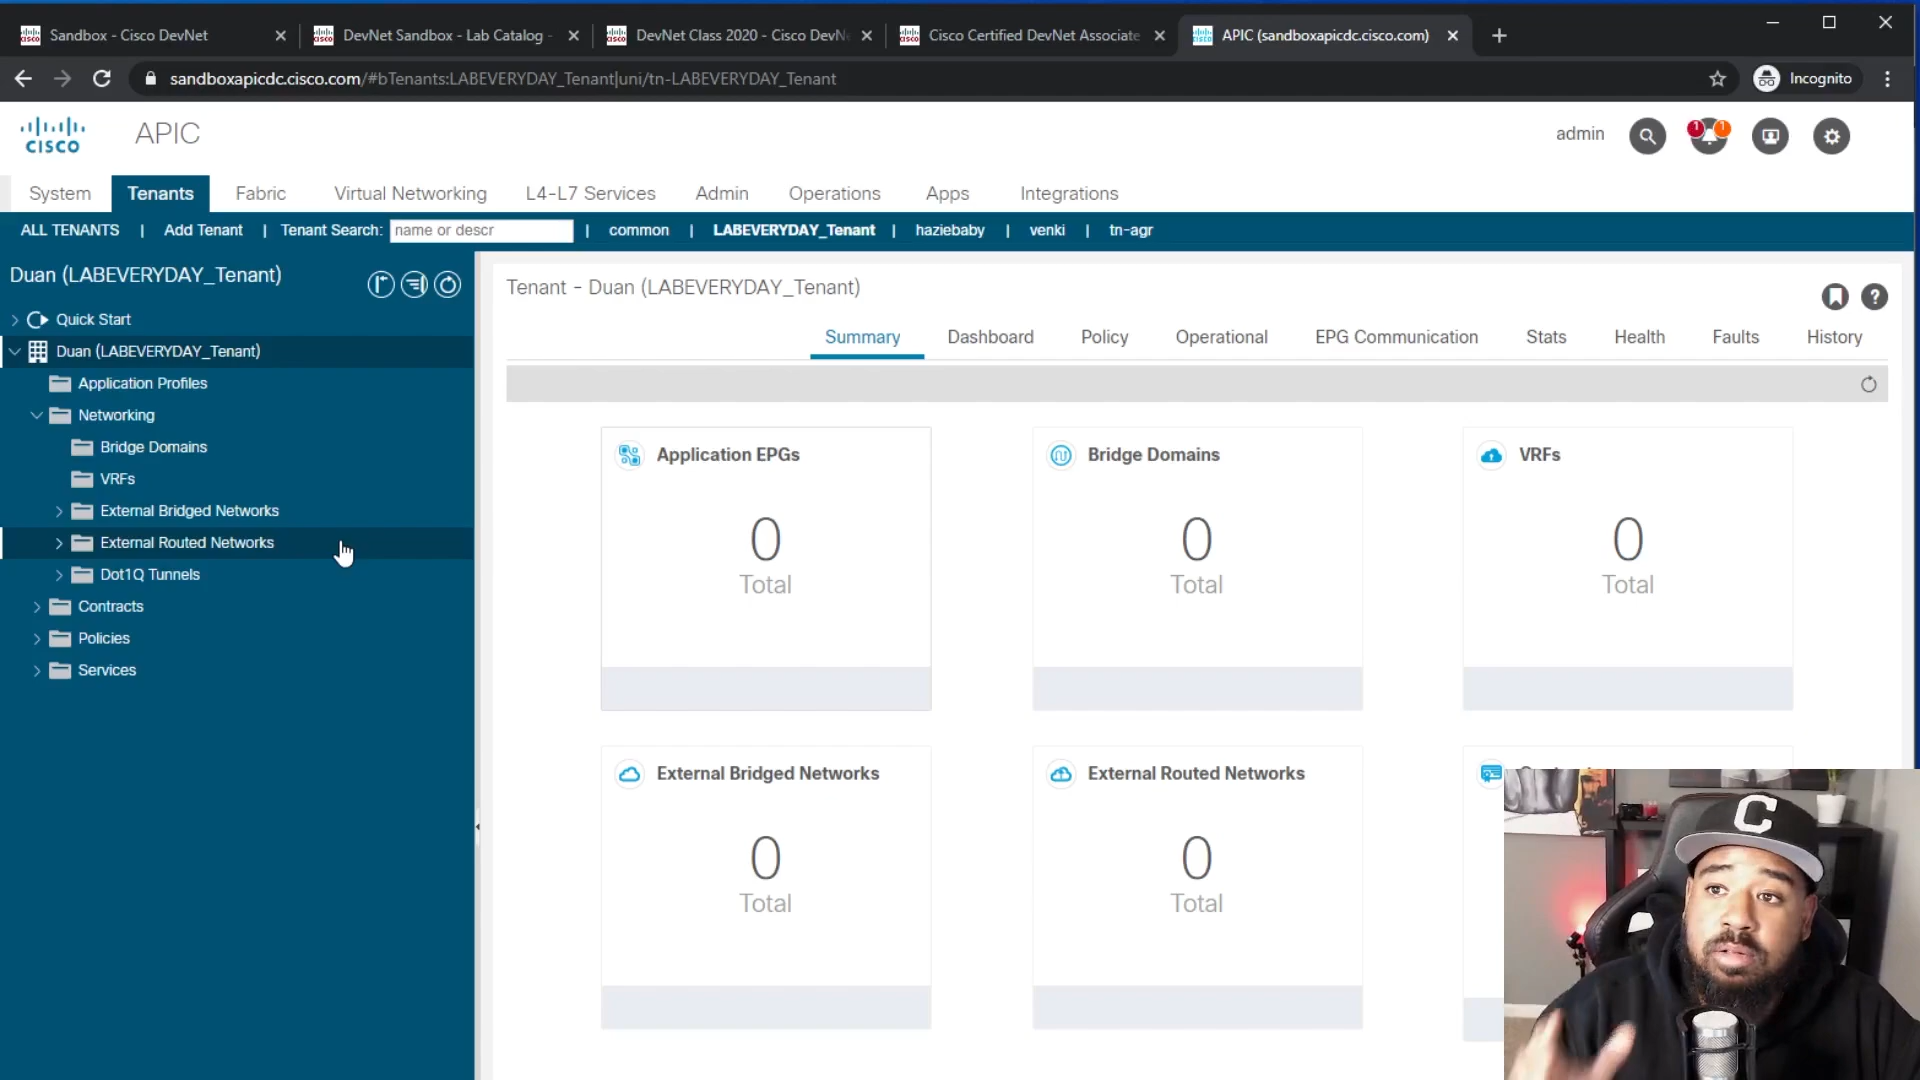 Sandbox - Cisco DevNet
DevNet Sandbox - Lab Catalog -
DevNet Class 2020 - Cisco DevN
Cisco Certified DevNet Associate
APIC (sandboxapicdc.cisco.com)
sandboxapicdc.cisco.com/#bTenants:LABEVERYDAY_Tenant|uni/tn-LABEVERYDAY_Tenant
Incognito
CISCO
APIC
admin
1
1
System
Tenants
Fabric
Virtual Networking
L4-L7 Services
Admin
Operations
Apps
Integrations
ALL TENANTS | Add Tenant | Tenant Search: name or descr | common | LABEVERYDAY_Tenant | haziebaby | venki | tn-agr
Duan (LABEVERYDAY_Tenant)
Quick Start
Duan (LABEVERYDAY_Tenant)
Application Profiles
Networking
Bridge Domains
VRFs
External Bridged Networks
External Routed Networks
Dot1Q Tunnels
Contracts
Policies
Services
Tenant - Duan (LABEVERYDAY_Tenant)
Summary
Dashboard
Policy
Operational
EPG Communication
Stats
Health
Faults
History
Application EPGs
0
Total
Bridge Domains
0
Total
VRFs
0
Total
External Bridged Networks
0
Total
External Routed Networks
0
Total
C